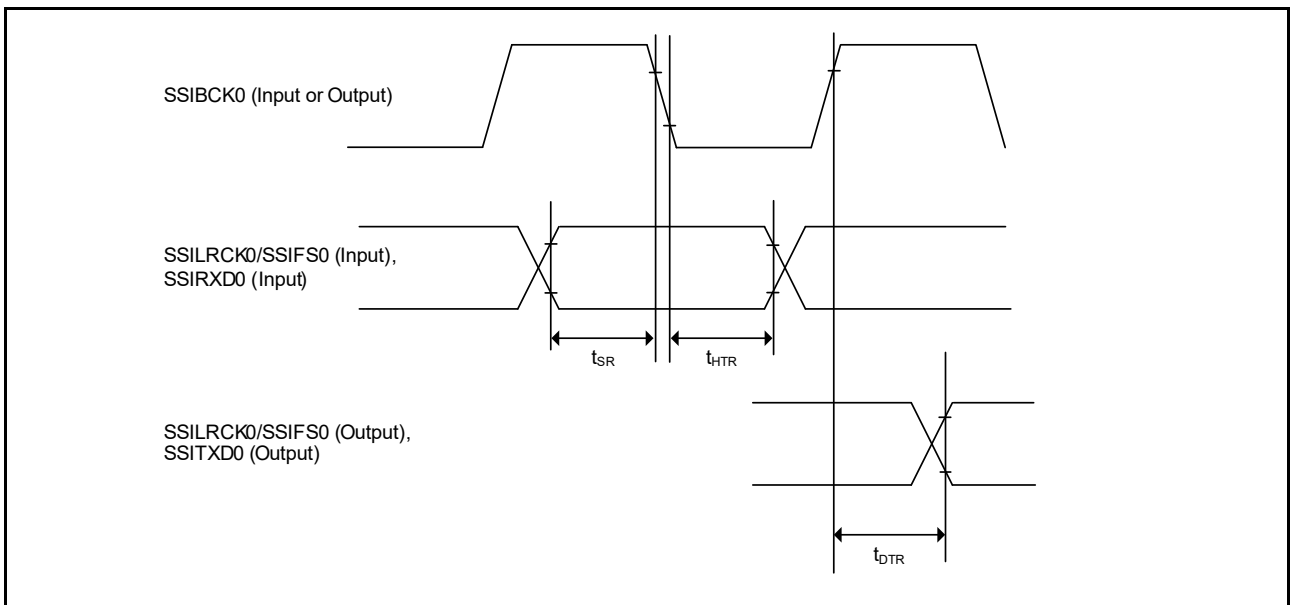 SSIBCK0 (Input or Output)
SSILRCK0/SSIFS0 (Input),
SSIRXD0 (Input)
tSR
tHTR
SSILRCK0/SSIFS0 (Output),
SSITXD0 (Output)
tDTR